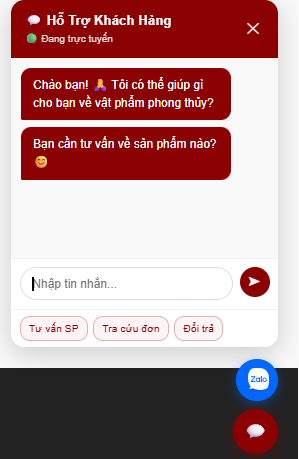 Hỗ Trợ Khách Hàng
Đang trực tuyến
Chào bạn! 🙏 Tôi có thể giúp gì
cho bạn về vật phẩm phong thủy?
Bạn cần tư vấn về sản phẩm nào?
😊
Nhập tin nhắn...
Tư vấn SP
Tra cứu đơn
Đổi trả
Zalo